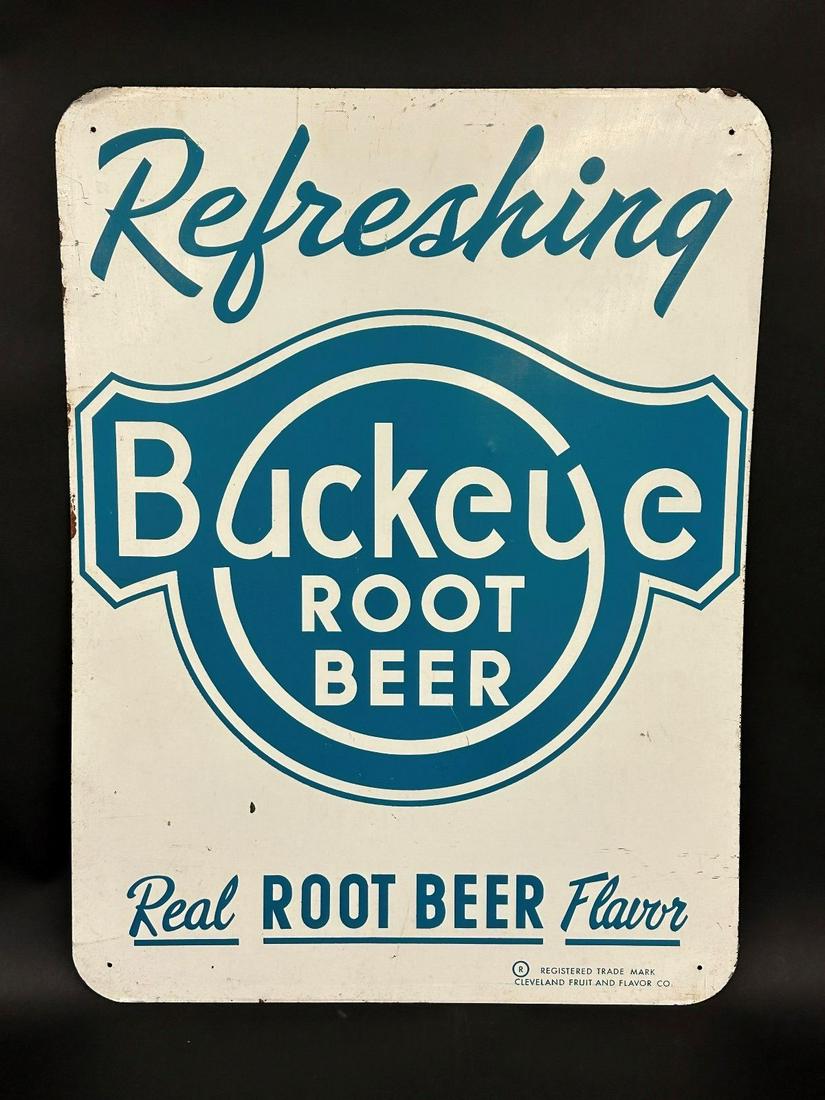 Refreshing
Buckeye
ROOT
BEER
Real ROOT BEER Flavor
® REGISTERED TRADE MARK
CLEVELAND FRUIT AND FLAVOR CO.